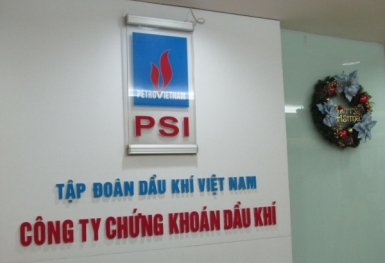 PETROVIETNAM
PSI
TẬP ĐOÀN DẦU KHÍ VIỆT NAM
CÔNG TY CHỨNG KHOÁN DẦU KHÍ